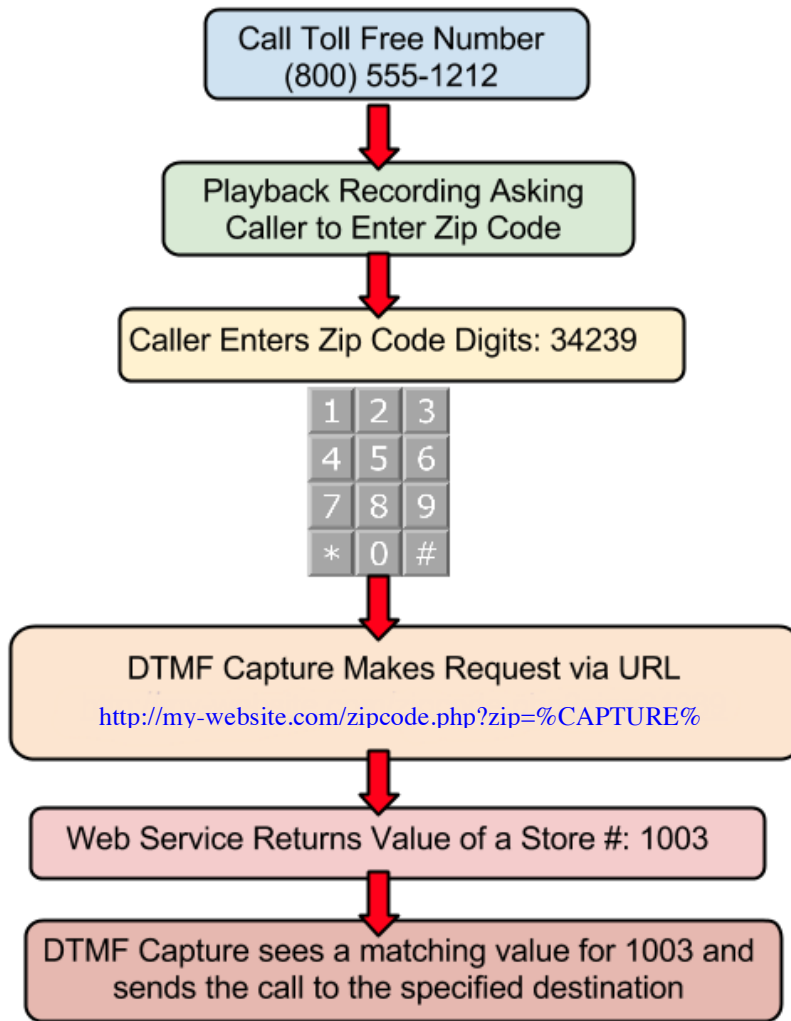 Call Toll Free Number
(800) 555-1212
Playback Recording Asking
Caller to Enter Zip Code
Caller Enters Zip Code Digits: 34239
1 2 3
4 5 6
7 8 9
* 0 #
DTMF Capture Makes Request via URL
http://my-website.com/zipcode.php?zip=%CAPTURE%
Web Service Returns Value of a Store #: 1003
DTMF Capture sees a matching value for 1003 and
sends the call to the specified destination